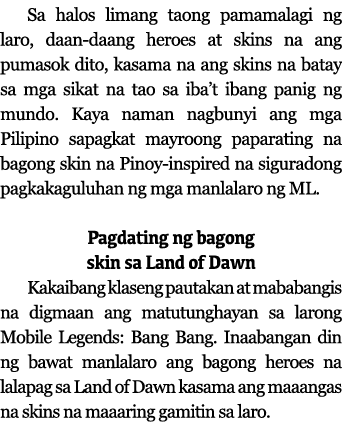 Sa halos limang taong pamamalagi ng
laro, daan-daang heroes at skins na ang
pumasok dito, kasama na ang skins na batay
sa mga sikat na tao sa iba’t ibang panig ng
mundo. Kaya naman nagbunyi ang mga
Pilipino sapagkat mayroong paparating na
bagong skin na Pinoy-inspired na siguradong
pagkakaguluhan ng mga manlalaro ng ML.
Pagdating ng bagong
skin sa Land of Dawn
Kakaibang klaseng pautakan at mababangis
na digmaan ang matutunghayan sa larong
Mobile Legends: Bang Bang. Inaabangan din
ng bawat manlalaro ang bagong heroes na
lalapag sa Land of Dawn kasama ang maaangas
na skins na maaaring gamitin sa laro.